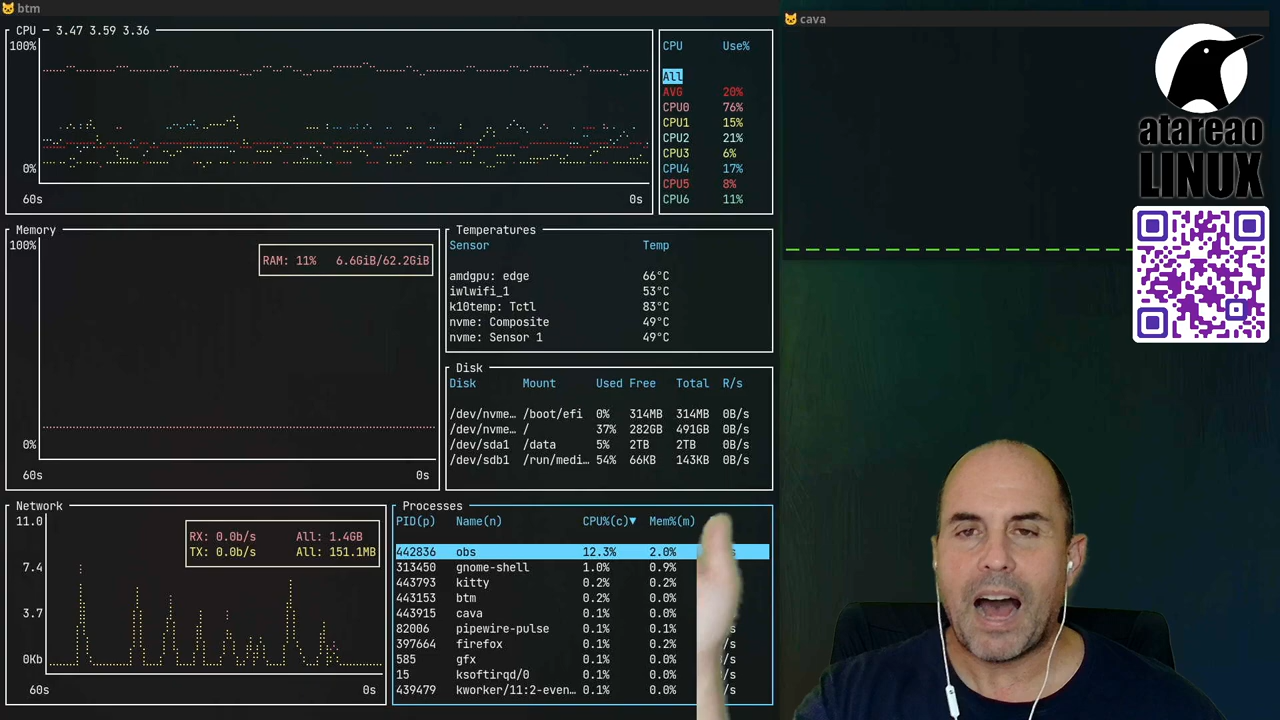 btm
CPU — 3.47 3.59 3.36
100%
0%
60s 0s
CPU Use%
All
AVG 20%
CPU0 76%
CPU1 15%
CPU2 21%
CPU3 6%
CPU4 17%
CPU5 8%
CPU6 11%
Memory
100%
RAM: 11% 6.6GiB/62.2GiB
0%
60s 0s
Temperatures
Sensor Temp
amdgpu: edge 66°C
iwlwifi_1 53°C
k10temp: Tctl 83°C
nvme: Composite 49°C
nvme: Sensor 1 49°C
Disk
Disk Mount Used Free Total R/s
/dev/nvme… /boot/efi 0% 314MB 314MB 0B/s
/dev/nvme… / 37% 282GB 491GB 0B/s
/dev/sda1 /data 5% 2TB 2TB 0B/s
/dev/sdb1 /run/medi… 54% 66KB 143KB 0B/s
Network
11.0
RX: 0.0b/s All: 1.4GB
TX: 0.0b/s All: 151.1MB
7.4
3.7
0Kb
60s 0s
Processes
PID(p) Name(n) CPU%(c)▼ Mem%(m)
442836 obs 12.3% 2.0%
313450 gnome-shell 1.0% 0.9%
443793 kitty 0.2% 0.2%
443153 btm 0.2% 0.0%
443915 cava 0.1% 0.0%
82006 pipewire-pulse 0.1% 0.1%
397664 firefox 0.1% 0.2%
585 gfx 0.1% 0.0%
15 ksoftirqd/0 0.1% 0.0%
439479 kworker/11:2-even… 0.1% 0.0%
cava
atareao
LINUX